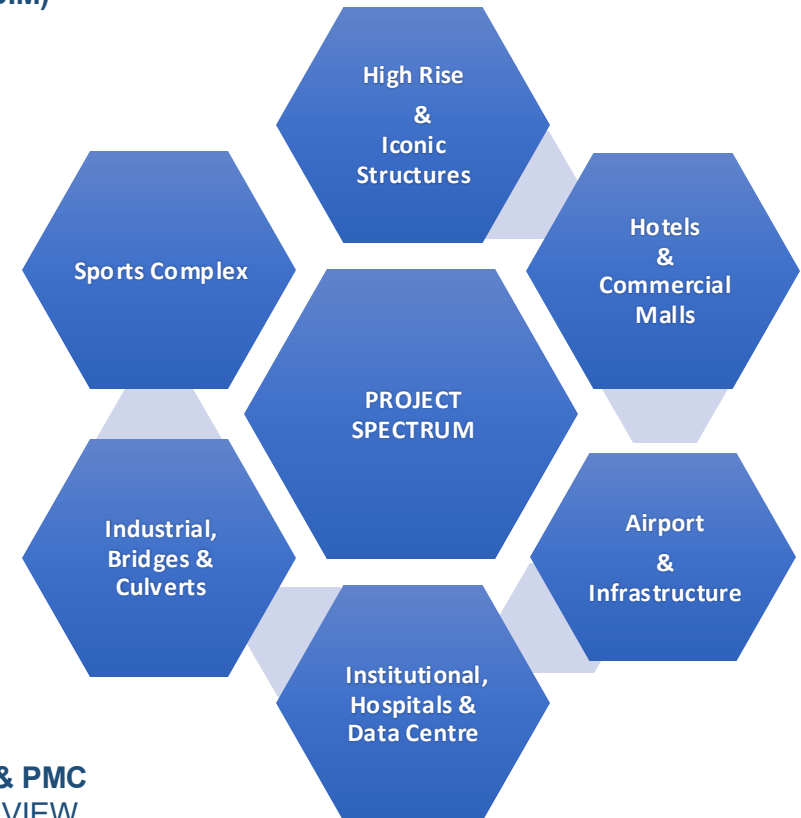 High Rise
&
Iconic
Structures
Hotels
&
Commercial
Malls
Sports Complex
PROJECT
SPECTRUM
Airport
&
Infrastructure
Industrial,
Bridges &
Culverts
Institutional,
Hospitals &
Data Centre
& PMC
VIEW